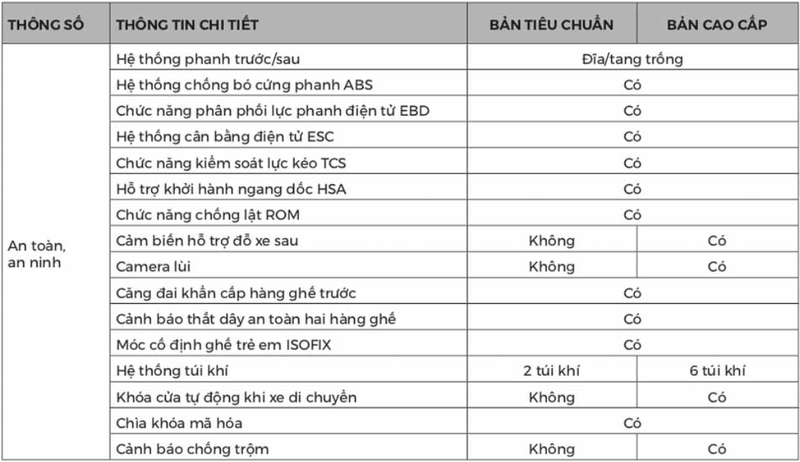 THÔNG SỐ THÔNG TIN CHI TIẾT BẢN TIÊU CHUẨN BẢN CAO CẤP
Hệ thống phanh trước/sau Đĩa/tang trống
Hệ thống chống bó cứng phanh ABS Có
Chức năng phân phối lực phanh điện tử EBD Có
Hệ thống cân bằng điện tử ESC Có
Chức năng kiểm soát lực kéo TCS Có
Hỗ trợ khởi hành ngang dốc HSA Có
Chức năng chống lật ROM Có
An toàn,
an ninh
Cảm biến hỗ trợ đỗ xe sau Không Có
Camera lùi Không Có
Căng đai khẩn cấp hàng ghế trước Có
Cảnh báo thắt dây an toàn hai hàng ghế Có
Móc cố định ghế trẻ em ISOFIX Có
Hệ thống túi khí 2 túi khí 6 túi khí
Khóa cửa tự động khi xe di chuyển Không Có
Chìa khóa mã hóa Có
Cảnh báo chống trộm Không Có